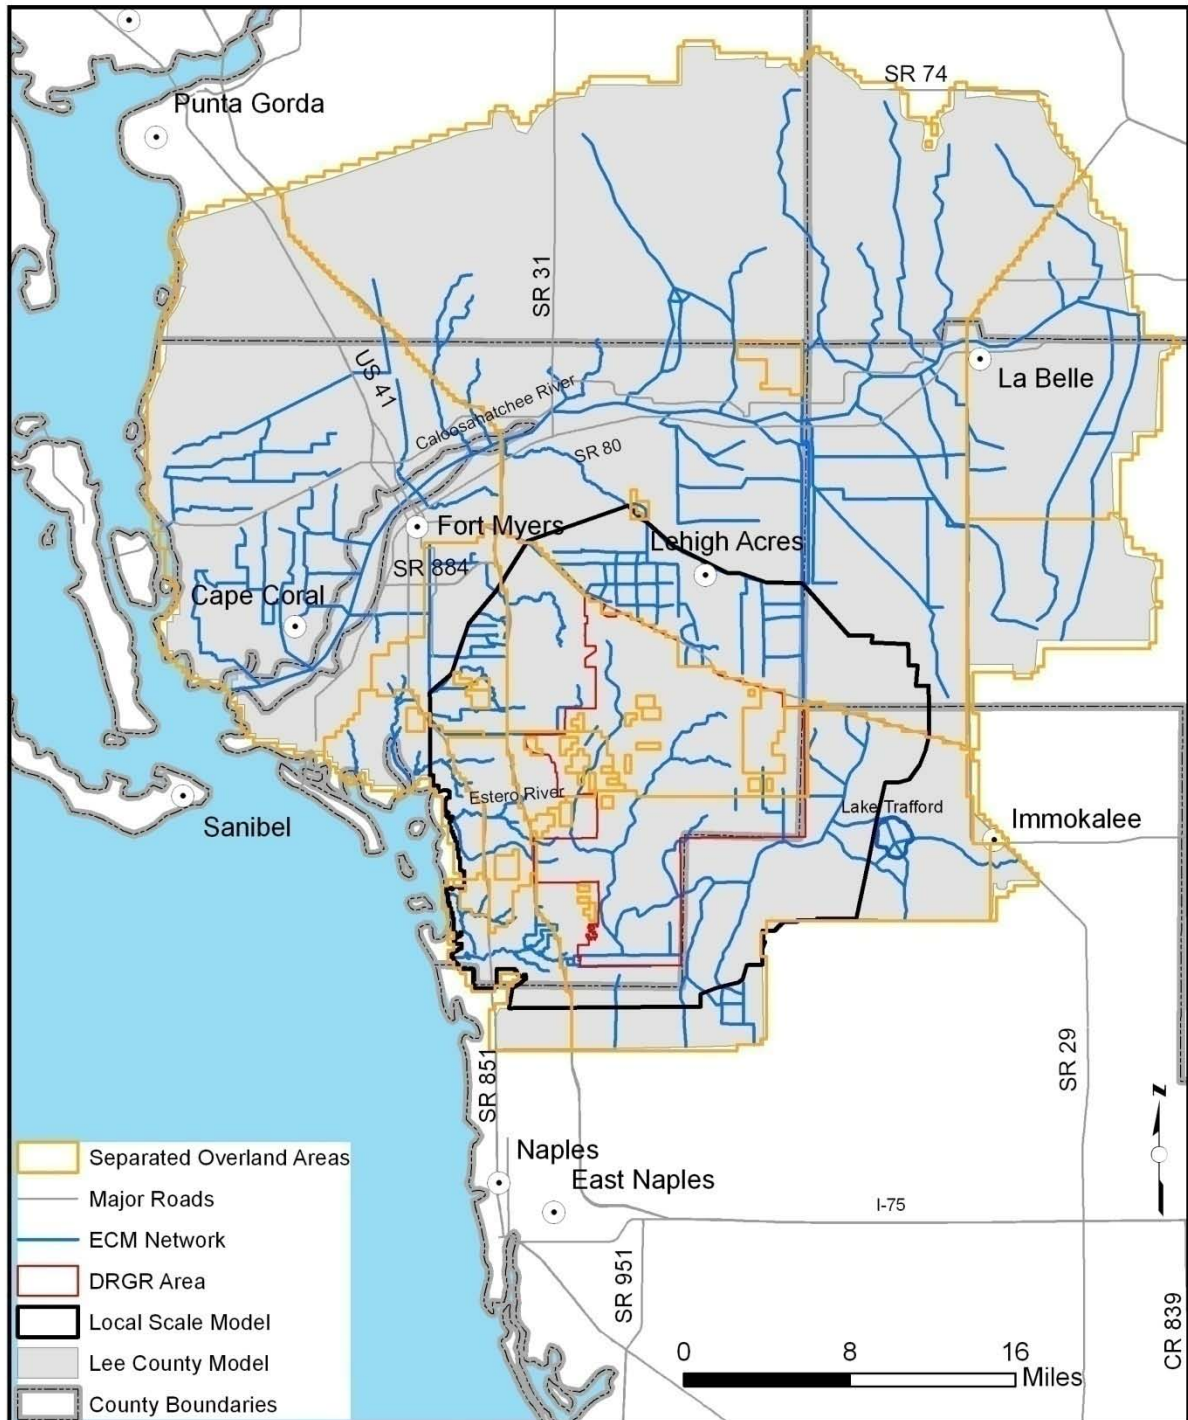 SR 74
Punta Gorda
SR 31
US 41
La Belle
Caloosahatchee River
SR 80
Fort Myers
Lehigh Acres
SR 884
Cape Coral
Estero River
Lake Trafford
Sanibel
Immokalee
SR 851
SR 29
z
Naples
East Naples
I-75
SR 951
CR 839
Separated Overland Areas
Major Roads
ECM Network
DRGR Area
Local Scale Model
Lee County Model
County Boundaries
0 8 16
Miles